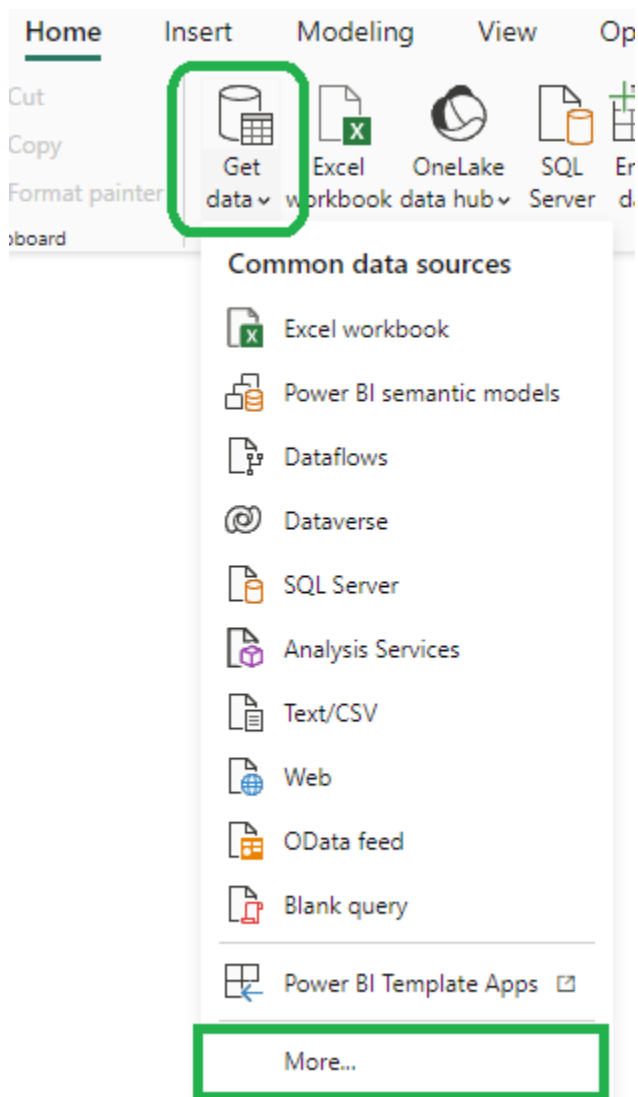 Home Insert Modeling View Op
Cut
Copy
Format painter
Get data
Excel workbook
OneLake data hub
SQL Server
board
Common data sources
Excel workbook
Power BI semantic models
Dataflows
Dataverse
SQL Server
Analysis Services
Text/CSV
Web
OData feed
Blank query
Power BI Template Apps
More...